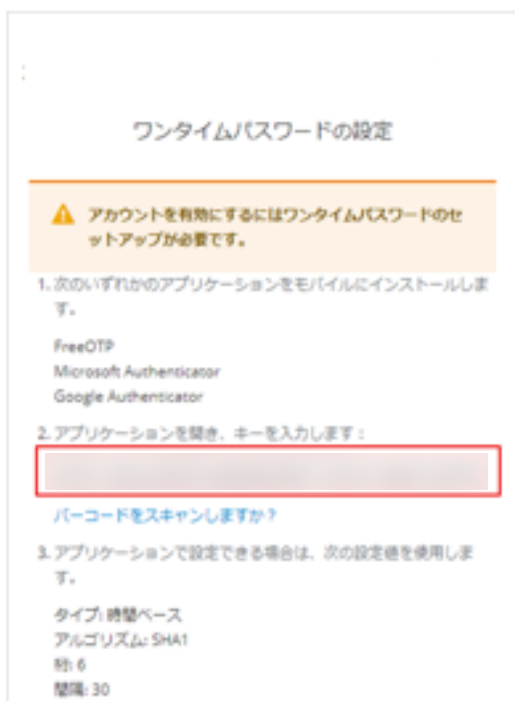 ワンタイムパスワードの設定
アカウントを有効にするにはワンタイムパスワードのセ
ットアップが必要です。
1. 次のいずれかのアプリケーションをモバイルにインストールしま
す。
FreeOTP
Microsoft Authenticator
Google Authenticator
2. アプリケーションを開き、キーを入力します：
バーコードをスキャンしますか？
3. アプリケーションで設定できる場合は、次の設定値を使用しま
す。
タイプ: 時間ベース
アルゴリズム: SHA1
桁: 6
間隔: 30